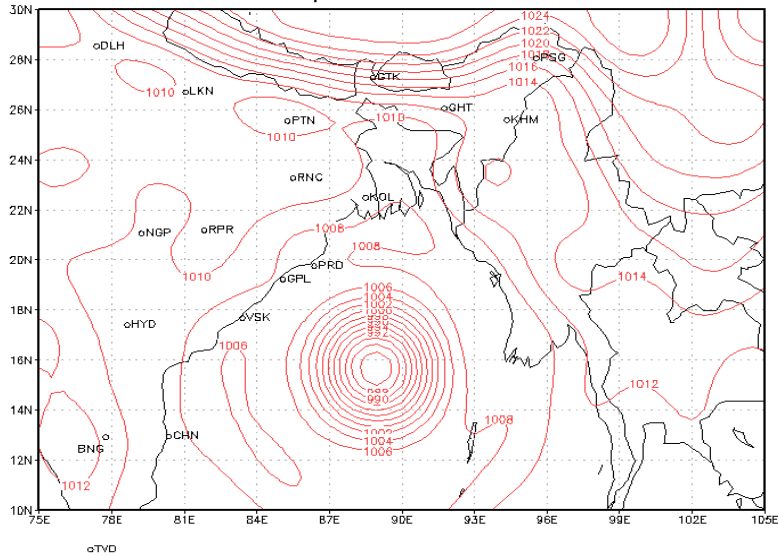 30N
1024
1022
DLH
1020
28N
PSG
1016
1010
GTK
1014
LKN
26N
GHT
1010
PTN
KHM
1010
24N
RNC
KOL
22N
NGP
RPR
1008
1008
20N
1010
PRD
1014
GPL
1006
1004
1002
18N
HYD
VSK
992
1006
16N
1012
990
14N
1008
1002
BNG
CHN
1004
1006
12N
1012
10N
75E 78E 81E 84E 87E 90E 93E 96E 99E 102E 105E
TVD